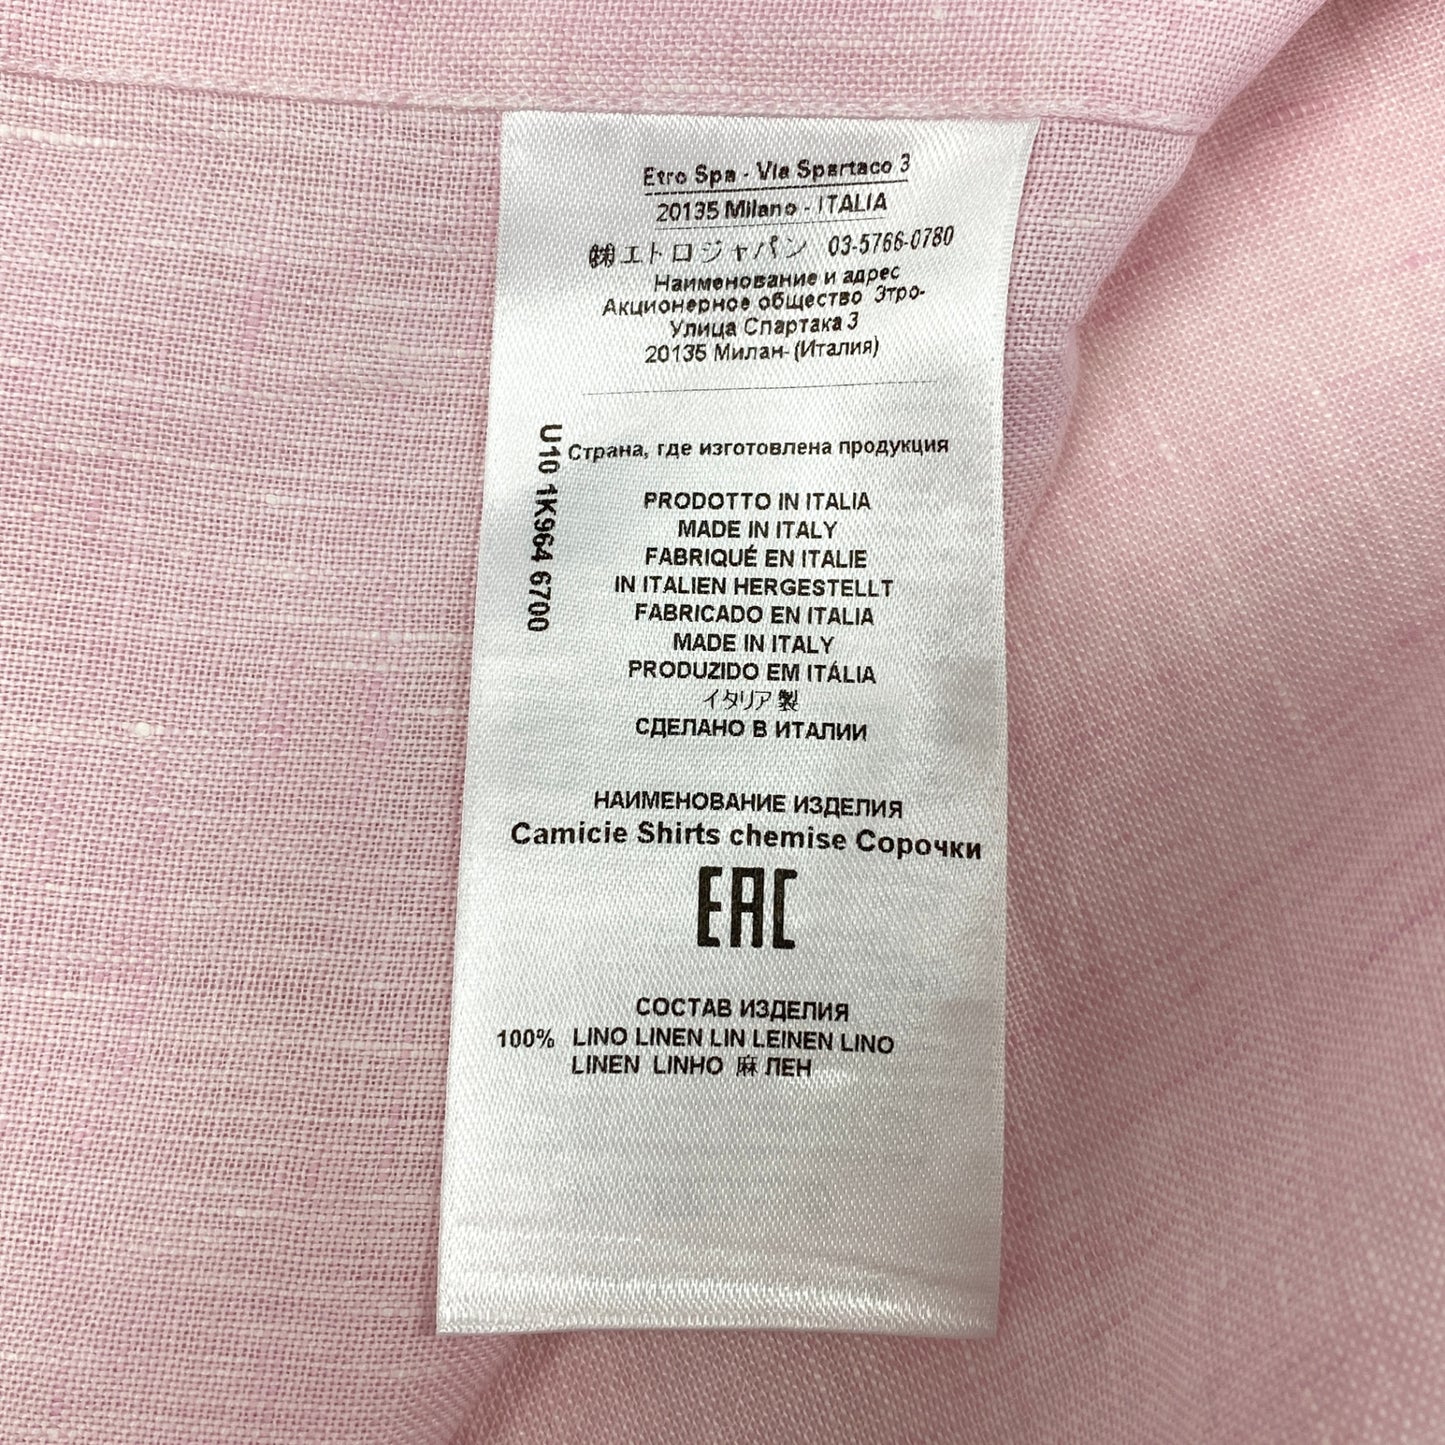 Etro Spa - Via Spartaco 3
20135 Milano - ITALIA
㈱エトロジャパン 03-5766-0780
Наименование и адрес
Акционерное общество Этро-
Улица Спартака 3
20135 Милан- (Италия)
Страна, где изготовлена продукция
U10 1K964 6700
PRODOTTO IN ITALIA
MADE IN ITALY
FABRIQUÉ EN ITALIE
IN ITALIEN HERGESTELLT
FABRICADO EN ITALIA
MADE IN ITALY
PRODUZIDO EM ITÁLIA
イタリア製
СДЕЛАНО В ИТАЛИИ
НАИМЕНОВАНИЕ ИЗДЕЛИЯ
Camicie Shirts chemise Сорочки
EAC
СОСТАВ ИЗДЕЛИЯ
100% LINO LINEN LIN LEINEN LINO
LINEN LINHO 麻 ЛЕН